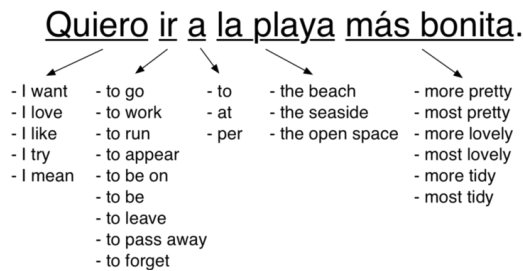 Quiero ir a la playa más bonita.
- I want - to go - to - the beach - more pretty
- I love - to work - at - the seaside - most pretty
- I like - to run - per - the open space - more lovely
- I try - to appear - most lovely
- I mean - to be on - more tidy
- to be - most tidy
- to leave
- to pass away
- to forget